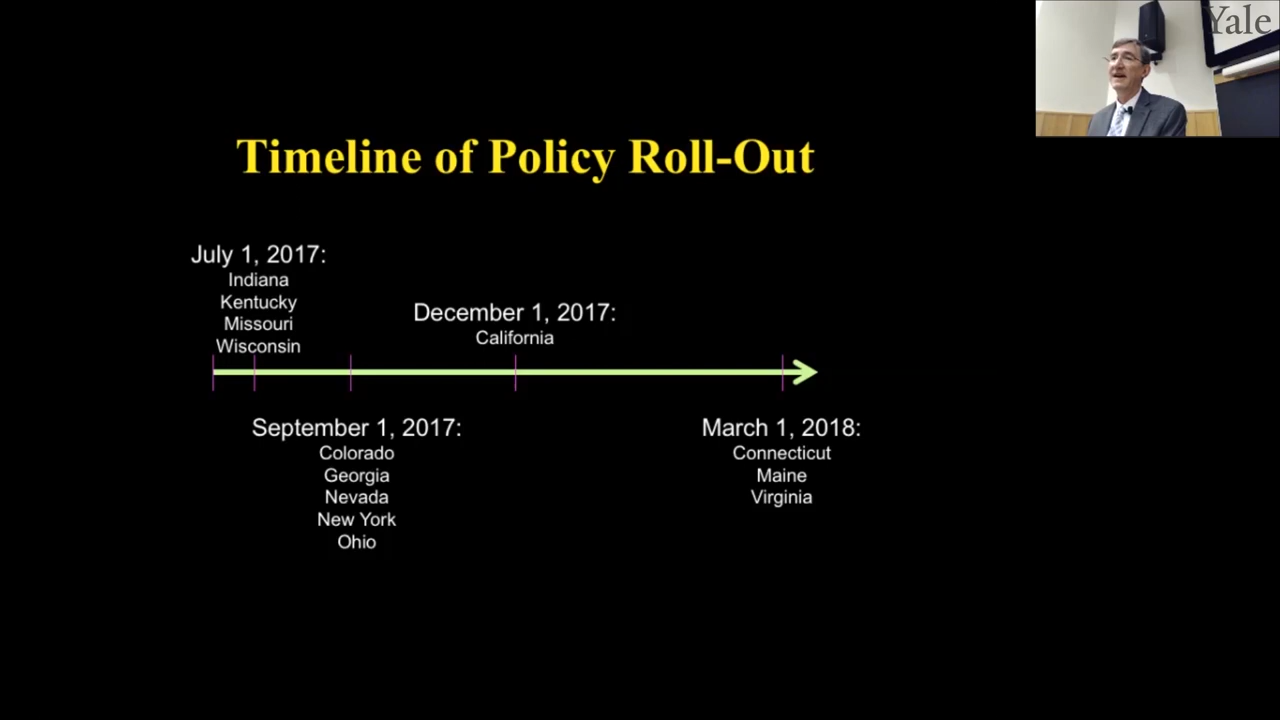 Yale
Timeline of Policy Roll-Out
July 1, 2017:
Indiana
Kentucky
Missouri
Wisconsin
December 1, 2017:
California
September 1, 2017:
Colorado
Georgia
Nevada
New York
Ohio
March 1, 2018:
Connecticut
Maine
Virginia